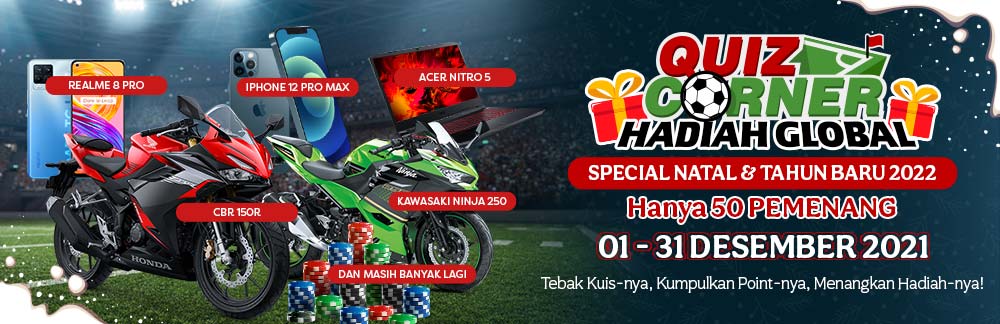 REALME 8 PRO
IPHONE 12 PRO MAX
ACER NITRO 5
CBR 150R
KAWASAKI NINJA 250
DAN MASIH BANYAK LAGI
HONDA
Ninja
QUIZ
CORNER
HADIAH GLOBAL
SPECIAL NATAL & TAHUN BARU 2022
Hanya 50 PEMENANG
01 - 31 DESEMBER 2021
Tebak Kuis-nya, Kumpulkan Point-nya, Menangkan Hadiah-nya!